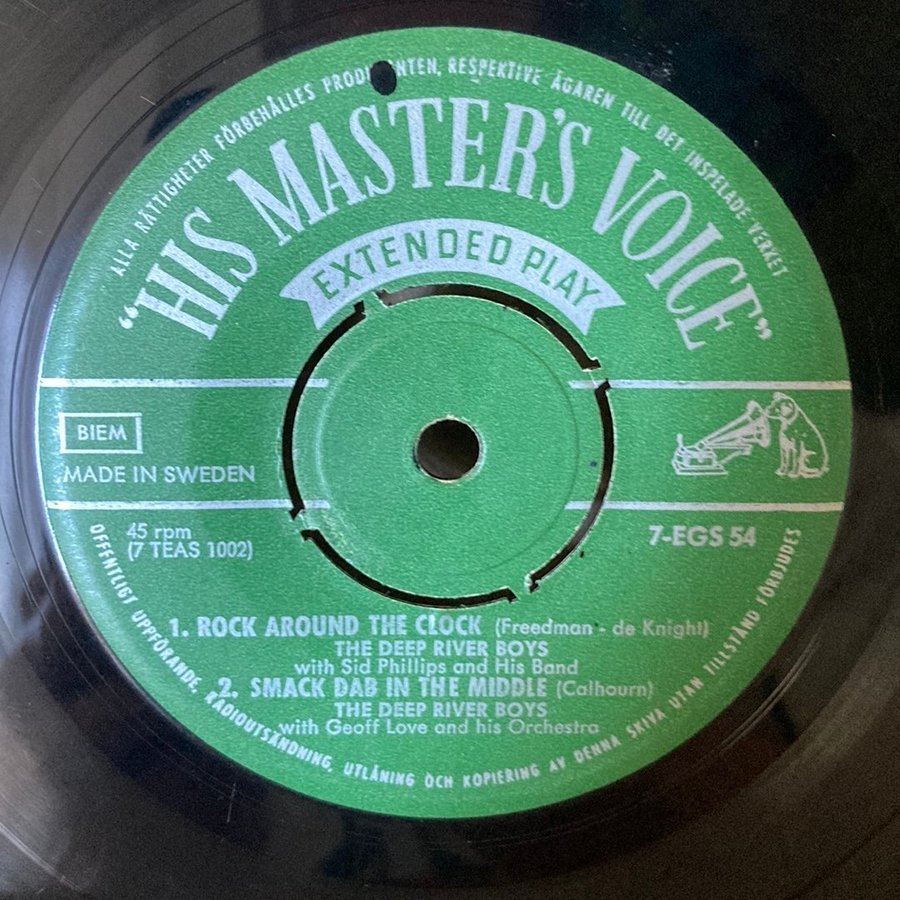 ALLA RÄTTIGHETER FÖRBEHÅLLES NTEN, RESPEKTIVE ÄGAREN TILL DET INSPELADE VERKET
"HIS MASTER'S VOICE"
EXTENDED PLAY
BIEM
MADE IN SWEDEN
45 rpm
(7 TEAS 1002)
7-EGS 54
1. ROCK AROUND THE CLOCK (Freedman - de Knight)
THE DEEP RIVER BOYS
with Sid Phillips and His Band
2. SMACK DAB IN THE MIDDLE (Calhourn)
THE DEEP RIVER BOYS
with Geoff Love and his Orchestra
OFFENTLIGT UPPFÖRANDE, RADIOUTSÄNDNING, UTLÅNING OCH KOPIERING AV DENNA SKIVA UTAN TILLSTÅND FÖRBJUDES